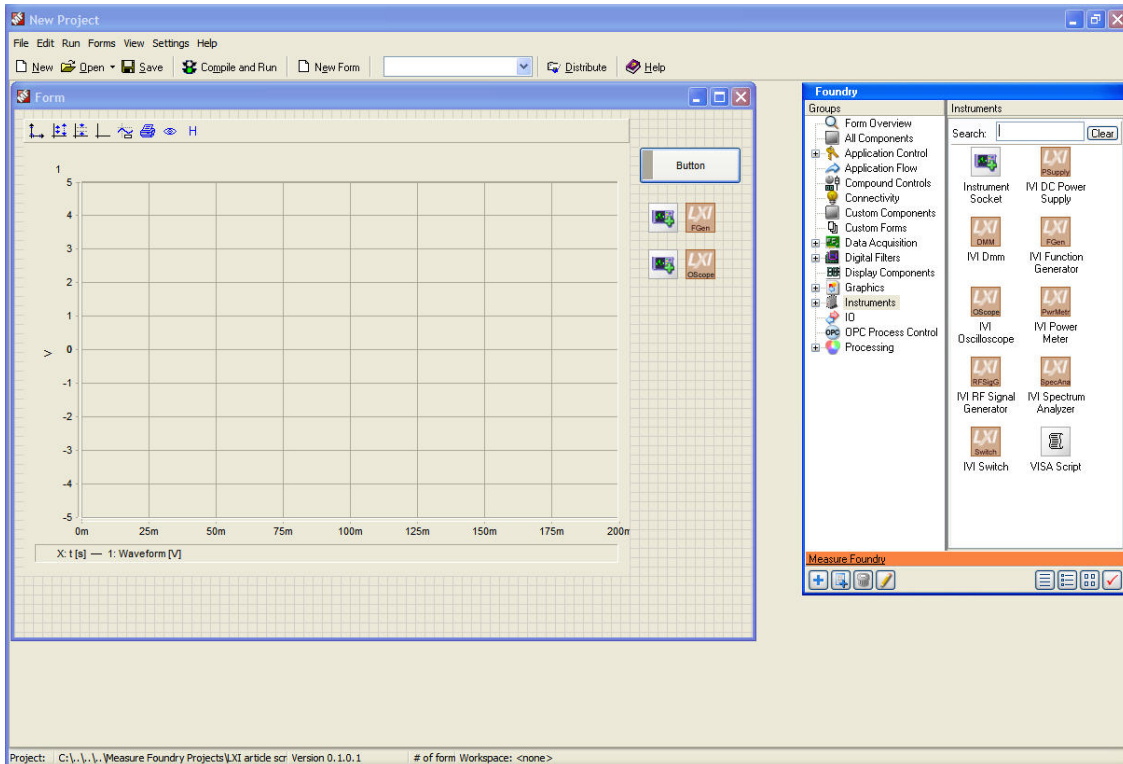 New Project
File Edit Run Forms View Settings Help
New Open Save Compile and Run New Form Distribute Help
Form
H
1
5
4
3
2
1
0
-1
-2
-3
-4
-5
V
0m 25m 50m 75m 100m 125m 150m 175m 200m
X: t [s] — 1: Waveform [V]
Button
LXI
FGen
LXI
OScope
Foundry
Groups
Form Overview
All Components
Application Control
Application Flow
Compound Controls
Connectivity
Custom Components
Custom Forms
Data Acquisition
Digital Filters
Display Components
Graphics
Instruments
IO
OPC OPC Process Control
Processing
Instruments
Search: Clear
LXI
PSupply
Instrument Socket
IVI DC Power Supply
LXI
DMM
LXI
FGen
IVI Dmm
IVI Function Generator
LXI
OScope
LXI
PwrMetr
IVI Oscilloscope
IVI Power Meter
LXI
RFSigG
LXI
SpecAna
IVI RF Signal Generator
IVI Spectrum Analyzer
LXI
Switch
IVI Switch
VISA Script
Measure Foundry
Project: C:\..\..\..\Measure Foundry Projects\LXI article scr Version 0.1.0.1 # of form Workspace: <none>